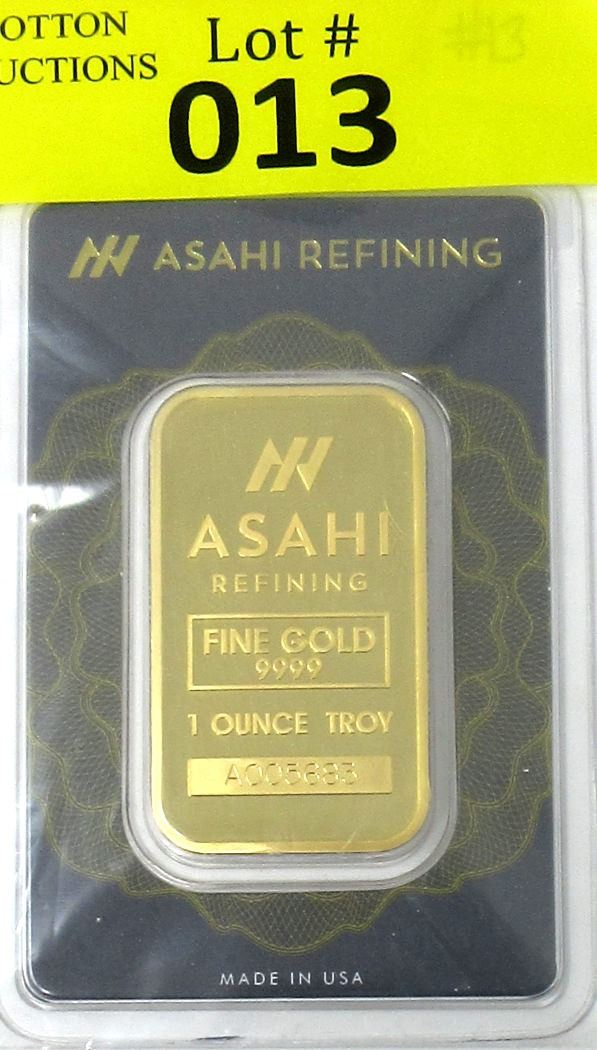 OTTON
UCTIONS
Lot #
#13
013
ASAHI REFINING
ASAHI
REFINING
FINE GOLD
9999
1 OUNCE TROY
A005683
MADE IN USA